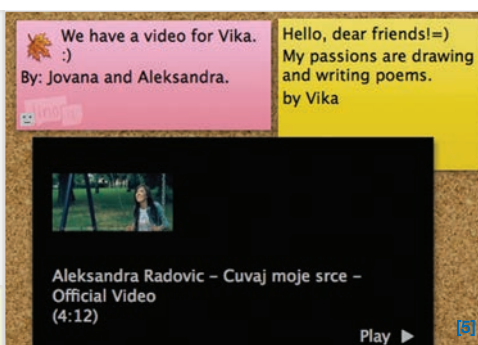 We have a video for Vika.
:)
By: Jovana and Aleksandra.
Hello, dear friends!=)
My passions are drawing
and writing poems.
by Vika
Aleksandra Radovic – Cuvaj moje srce –
Official Video
(4:12)
Play ▶
[5]